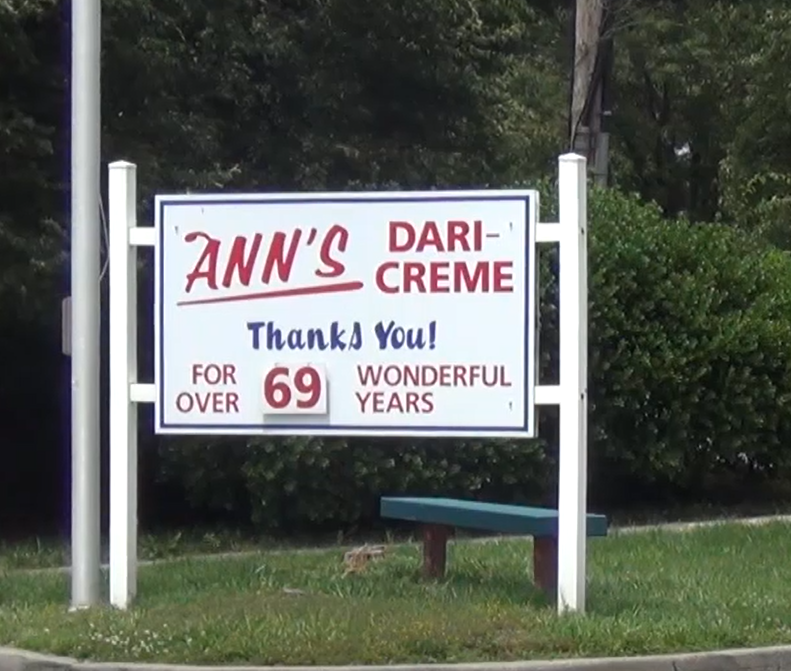 ANN'S DARI-
CREME
Thanks You!
FOR OVER 69 WONDERFUL YEARS